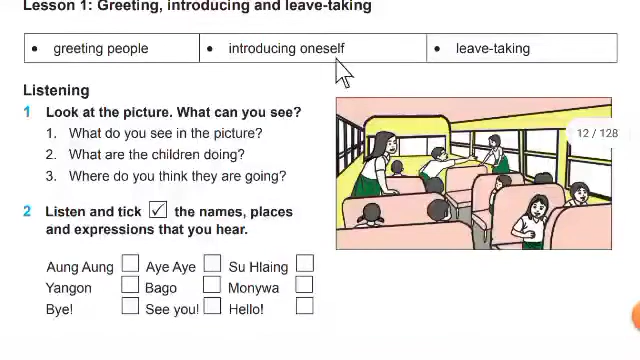 Lesson 1: Greeting, introducing and leave-taking
• greeting people • introducing oneself • leave-taking
Listening
1 Look at the picture. What can you see?
1. What do you see in the picture?
2. What are the children doing?
3. Where do you think they are going?
12 / 128
2 Listen and tick ✓ the names, places
and expressions that you hear.
Aung Aung □ Aye Aye □ Su Hlaing □
Yangon □ Bago □ Monywa □
Bye! □ See you! □ Hello! □